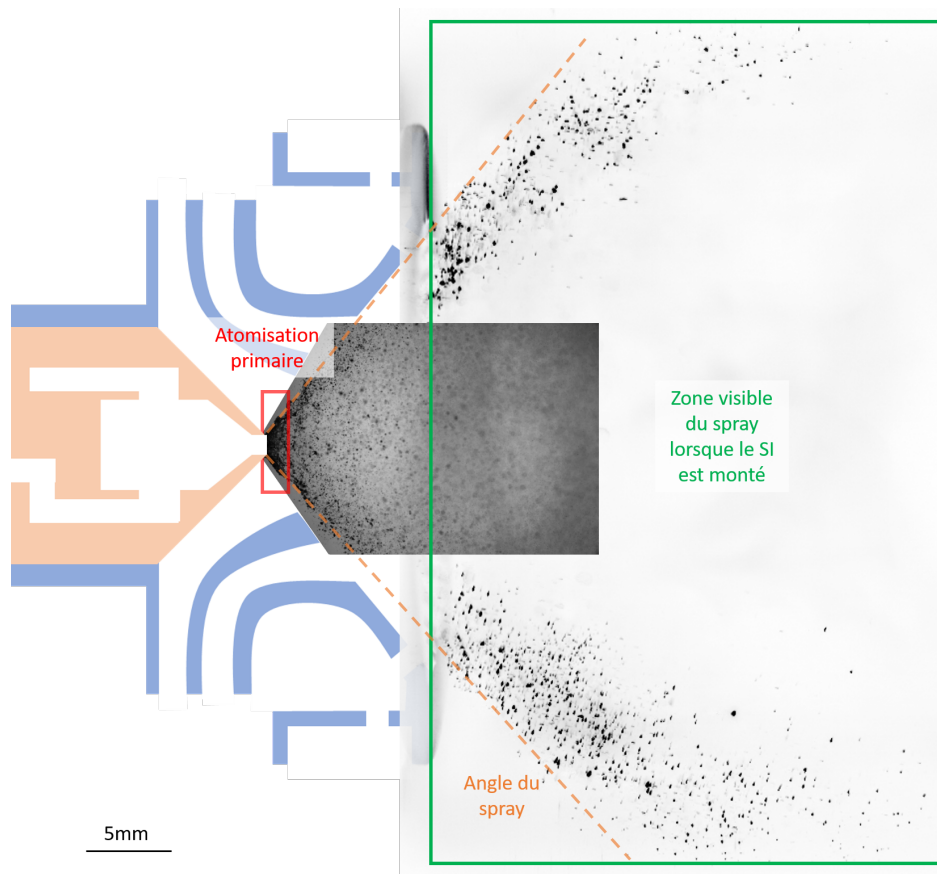 Atomisation
primaire
Zone visible
du spray
lorsque le SI
est monté
Angle du
spray
5mm